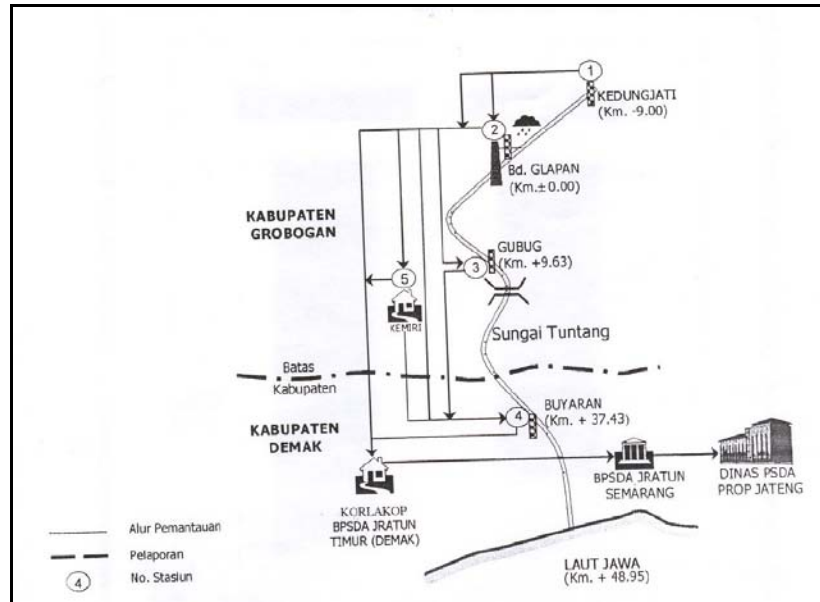 1
KEDUNGJATI
(Km. -9.00)
2
Bd. GLAPAN
(Km.± 0.00)
KABUPATEN
GROBOGAN
GUBUG
(Km. +9.63)
3
5
KEMIRI
Sungai Tuntang
Batas
Kabupaten
BUYARAN
(Km. + 37.43)
4
KABUPATEN
DEMAK
KORLAKOP
BPSDA JRATUN
TIMUR (DEMAK)
BPSDA JRATUN
SEMARANG
DINAS PSDA
PROP JATENG
Alur Pemantauan
Pelaporan
4
No. Stasiun
LAUT JAWA
(Km. + 48.95)